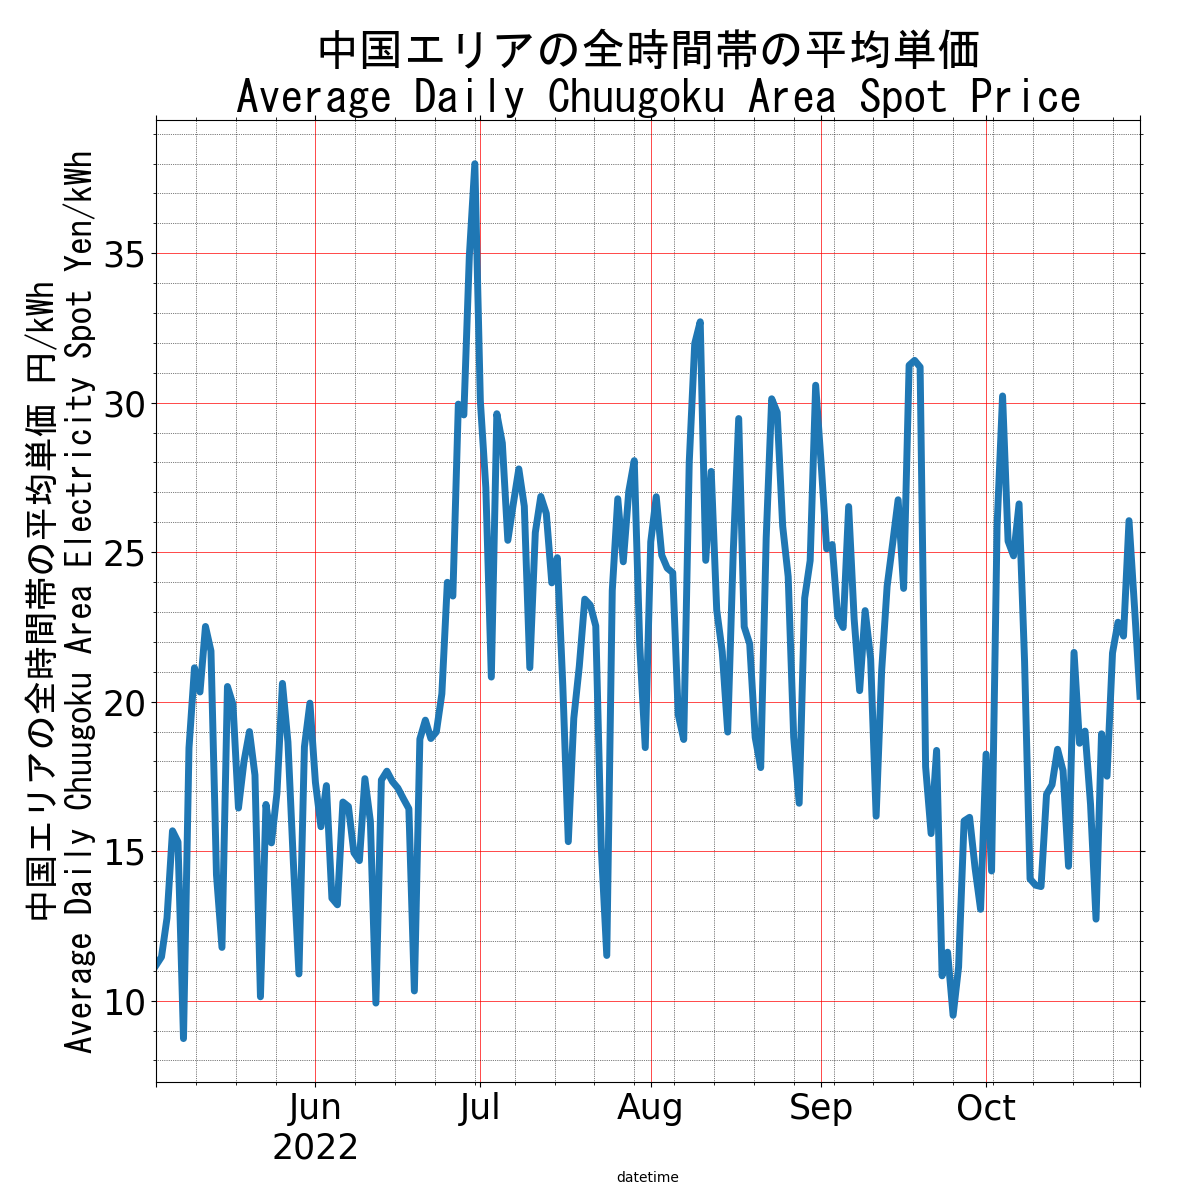 中国エリアの全時間帯の平均単価
Average Daily Chuugoku Area Spot Price
中国エリアの全時間帯の平均単価 円/kWh
Average Daily Chuugoku Area Electricity Spot Yen/kWh
35
30
25
20
15
10
Jun
2022
Jul
Aug
Sep
Oct
datetime